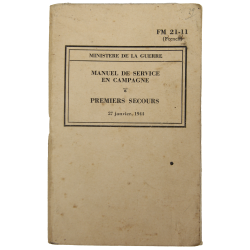 FM 21-11
MINISTERE DE LA GUERRE
MANUEL DE SERVICE
EN CAMPAGNE
PREMIERS SECOURS